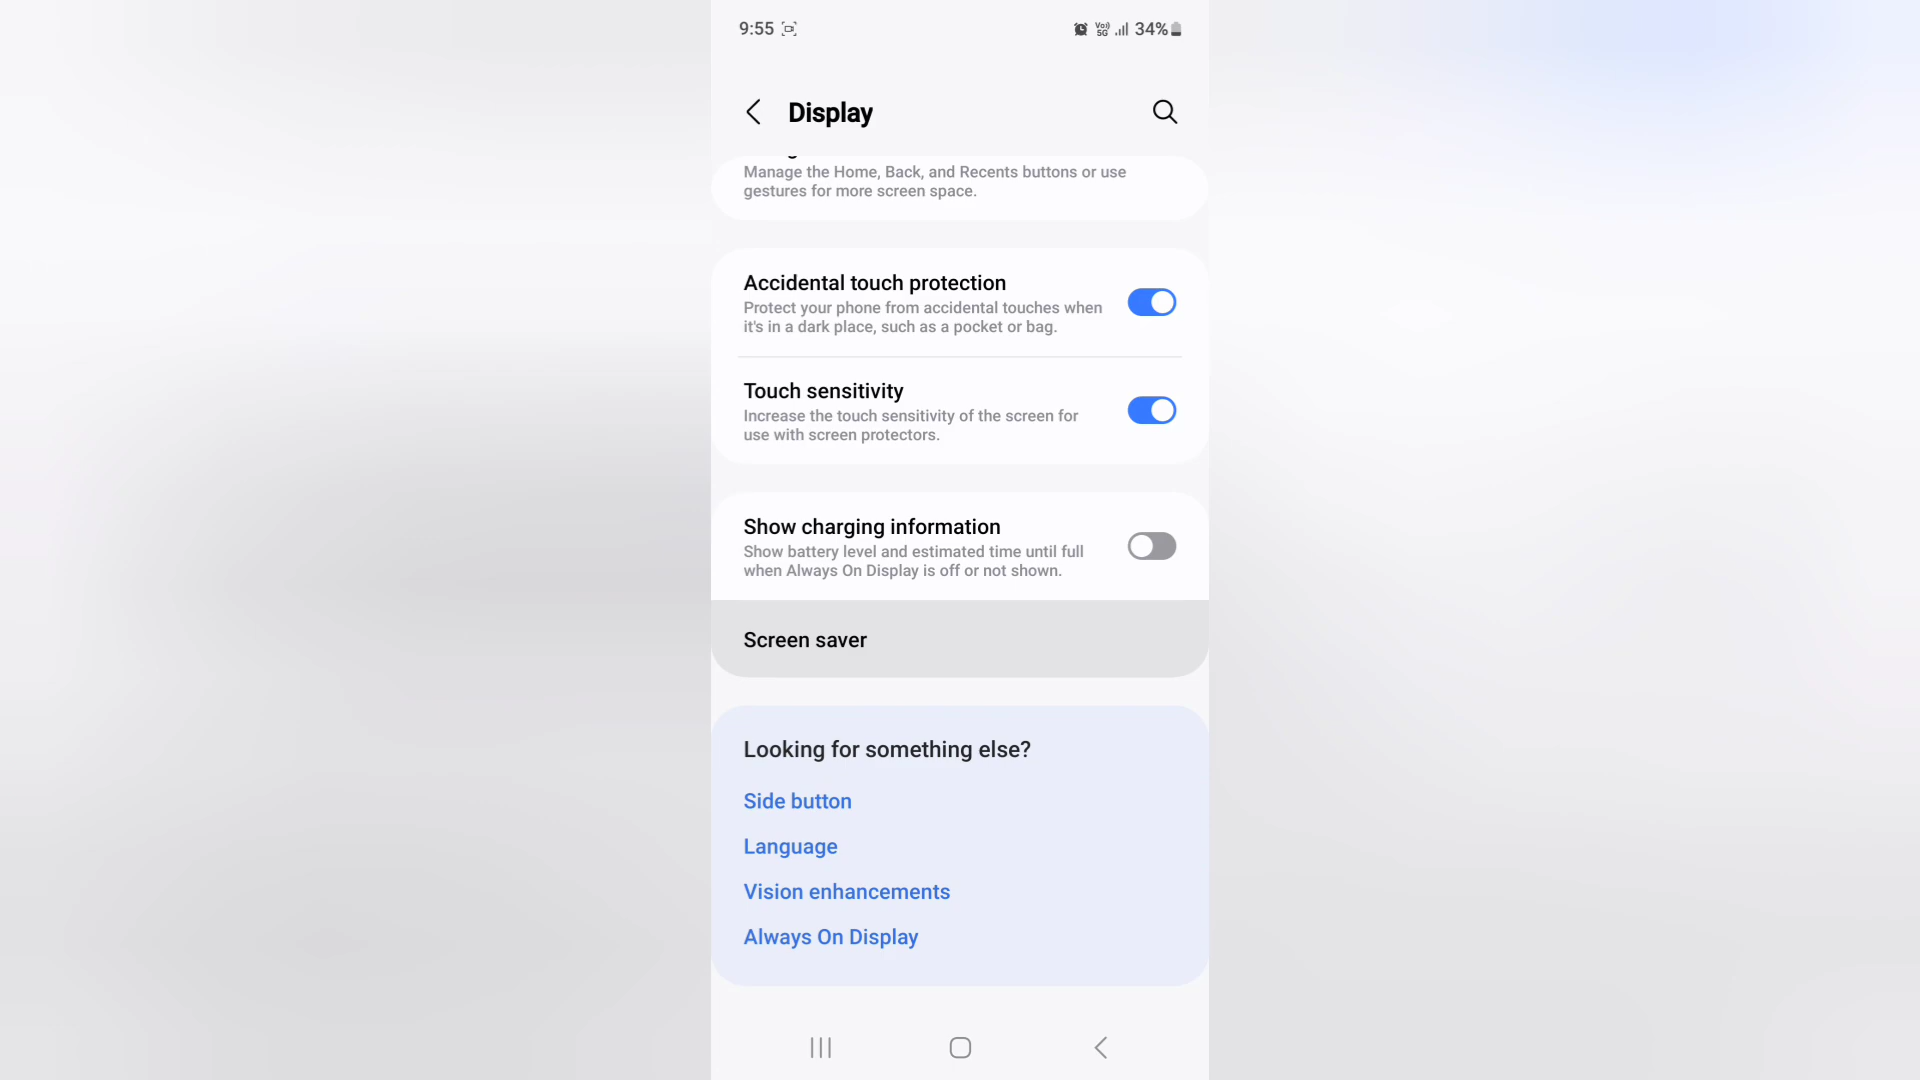 9:55
Vo))
5G
34%
Display
Manage the Home, Back, and Recents buttons or use
gestures for more screen space.
Accidental touch protection
Protect your phone from accidental touches when
it's in a dark place, such as a pocket or bag.
Touch sensitivity
Increase the touch sensitivity of the screen for
use with screen protectors.
Show charging information
Show battery level and estimated time until full
when Always On Display is off or not shown.
Screen saver
Looking for something else?
Side button
Language
Vision enhancements
Always On Display